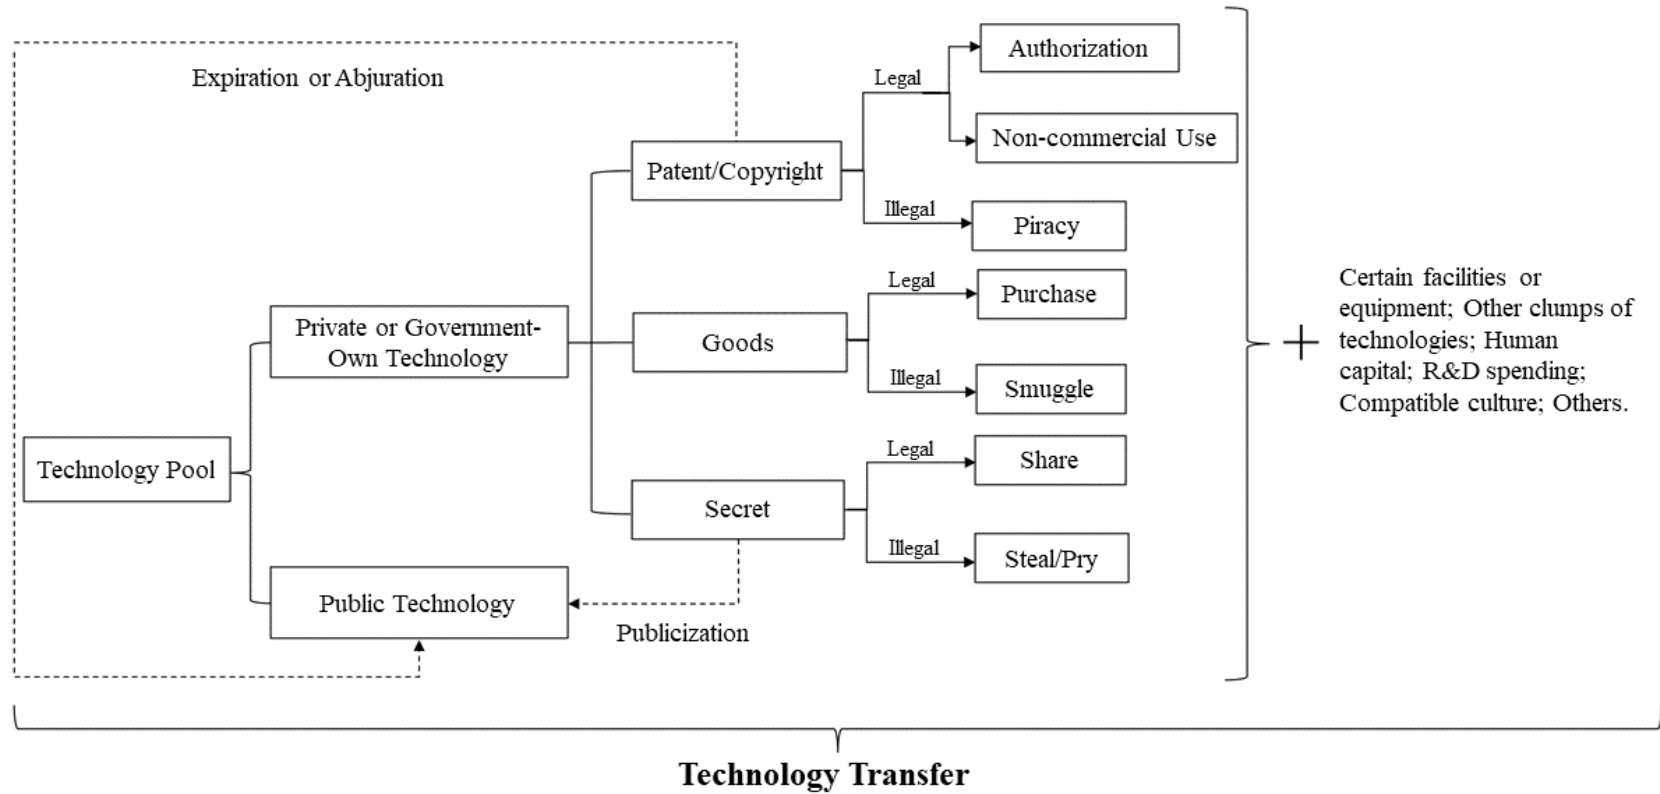 Expiration or Abjuration
Legal
Authorization
Non-commercial Use
Patent/Copyright
Illegal
Piracy
Private or Government-
Own Technology
Goods
Legal
Purchase
Illegal
Smuggle
Technology Pool
Secret
Legal
Share
Illegal
Steal/Pry
Public Technology
Publicization
+
Certain facilities or
equipment; Other clumps of
technologies; Human
capital; R&D spending;
Compatible culture; Others.
Technology Transfer